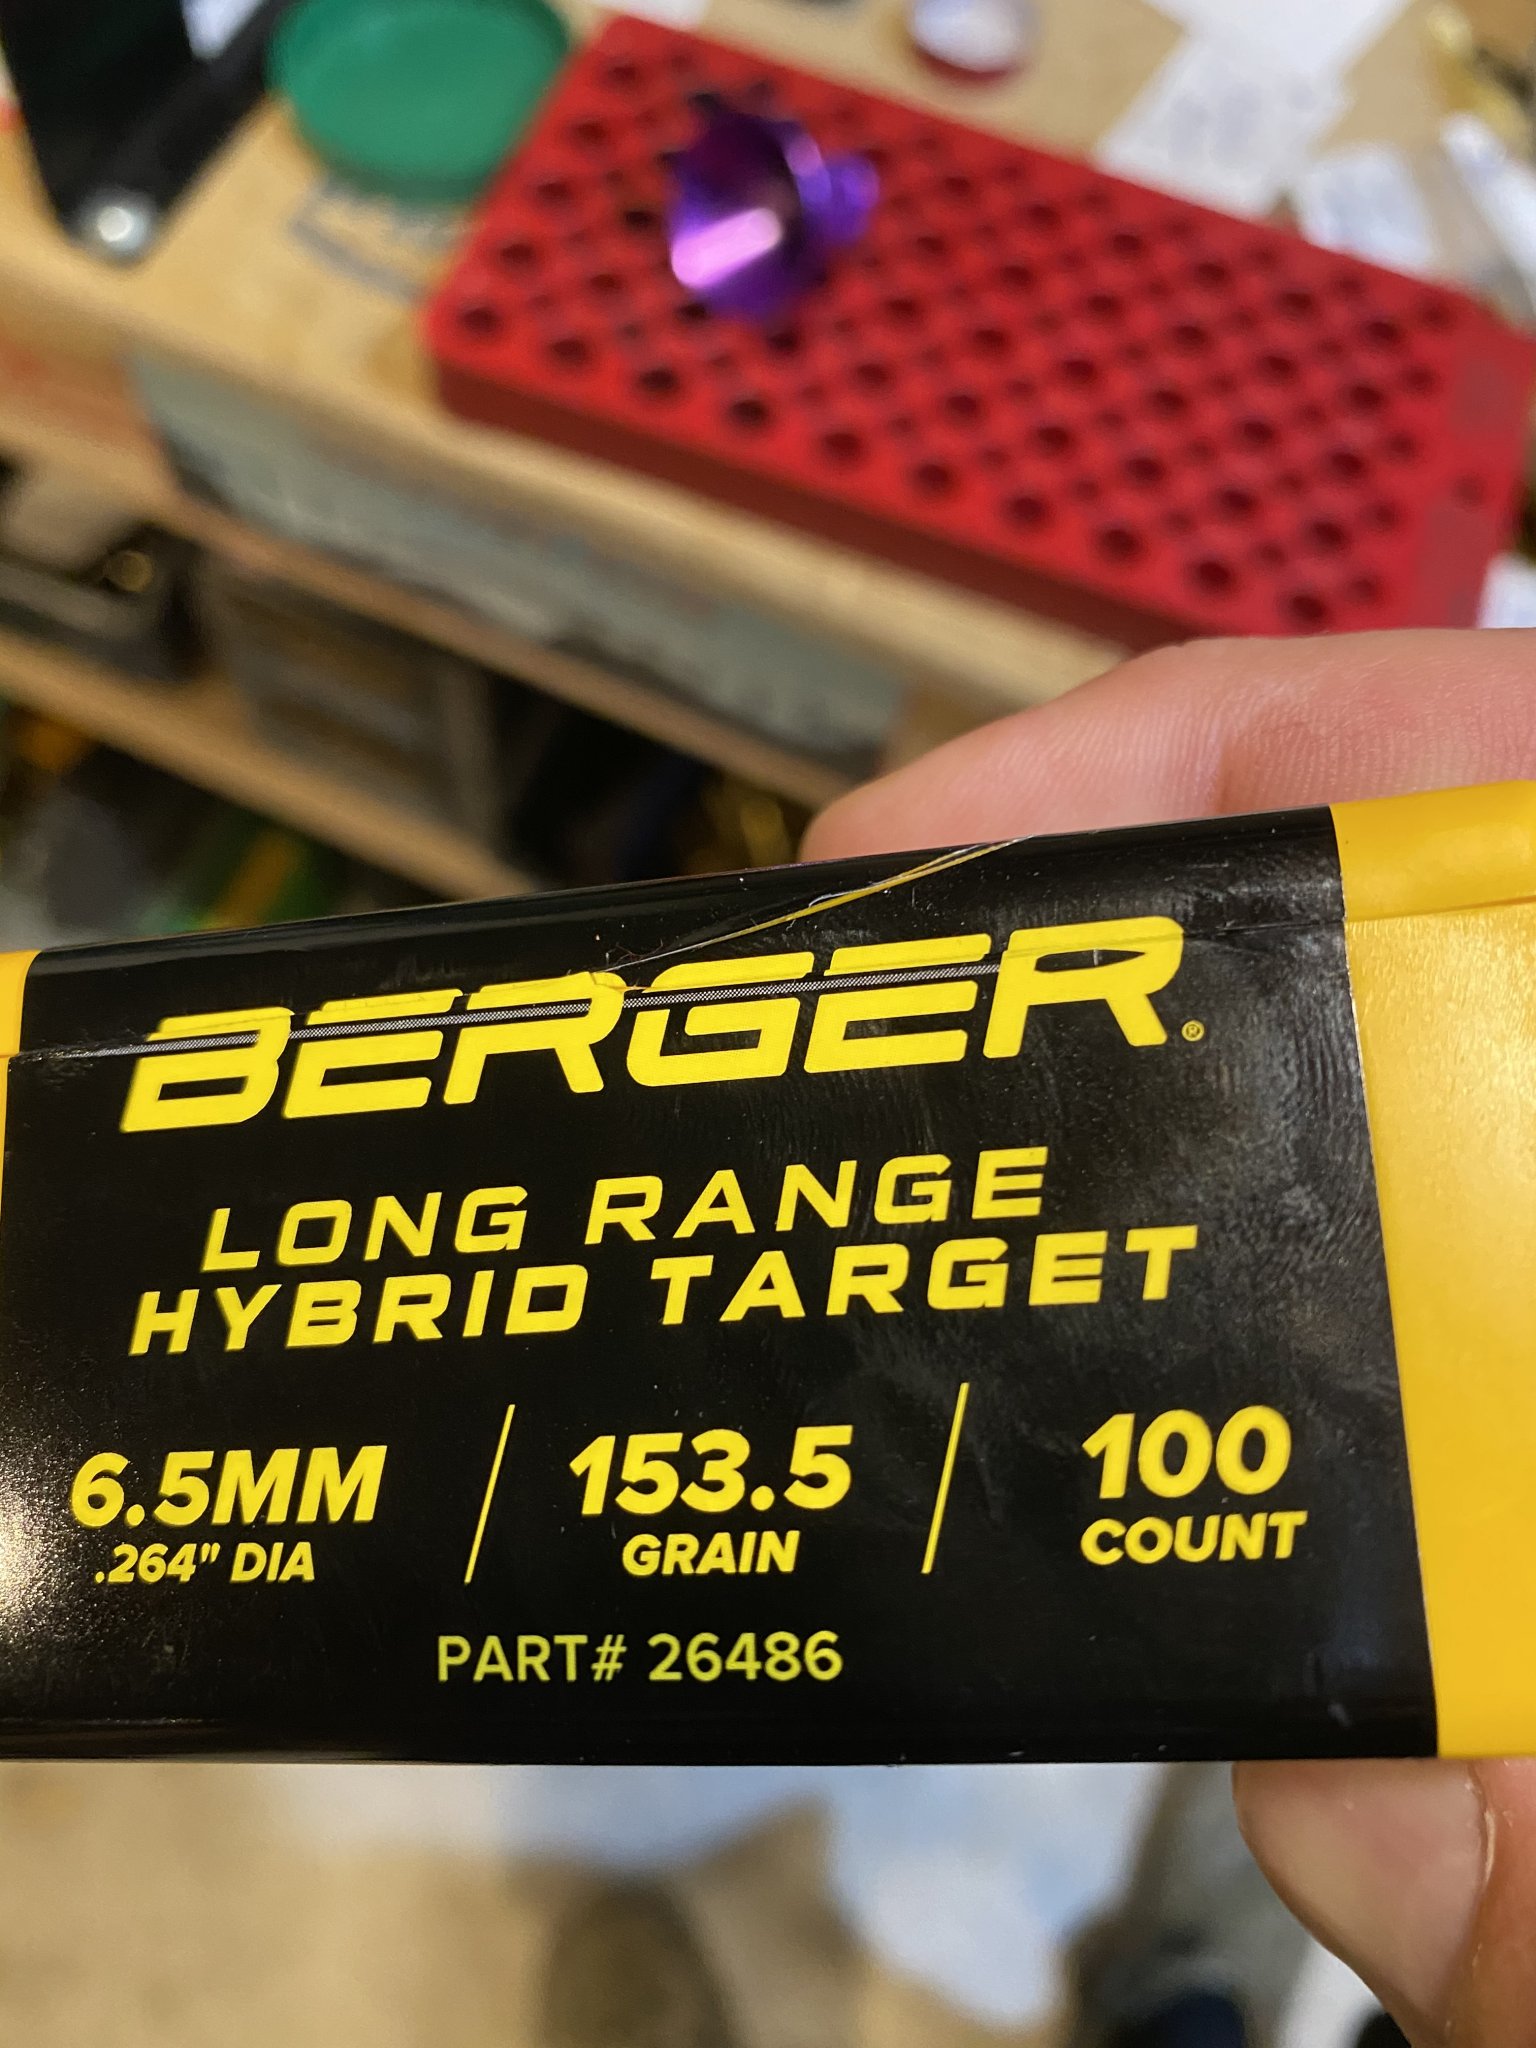 BERGER®
LONG RANGE
HYBRID TARGET
6.5MM 153.5 100
.264" DIA GRAIN COUNT
PART# 26486